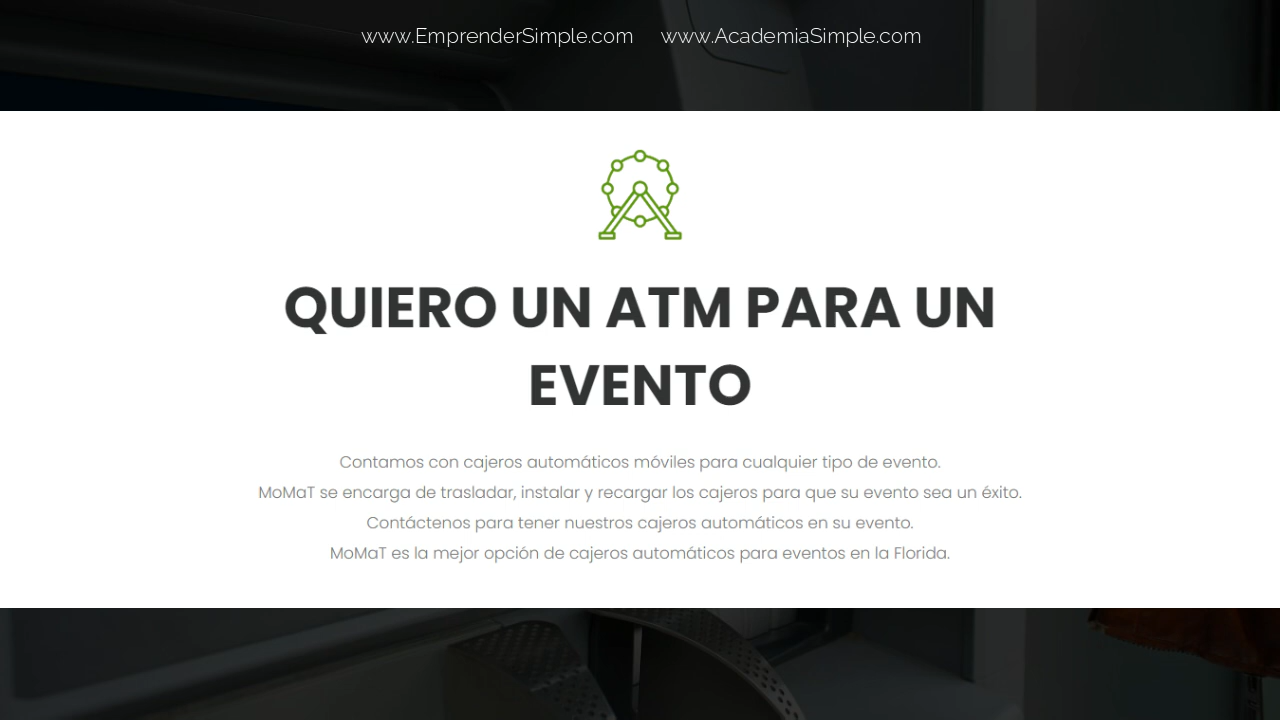 www.EmprenderSimple.com www.AcademiaSimple.com
QUIERO UN ATM PARA UN
EVENTO
Contamos con cajeros automáticos móviles para cualquier tipo de evento.
MoMaT se encarga de trasladar, instalar y recargar los cajeros para que su evento sea un éxito.
Contáctenos para tener nuestros cajeros automáticos en su evento.
MoMaT es la mejor opción de cajeros automáticos para eventos en la Florida.